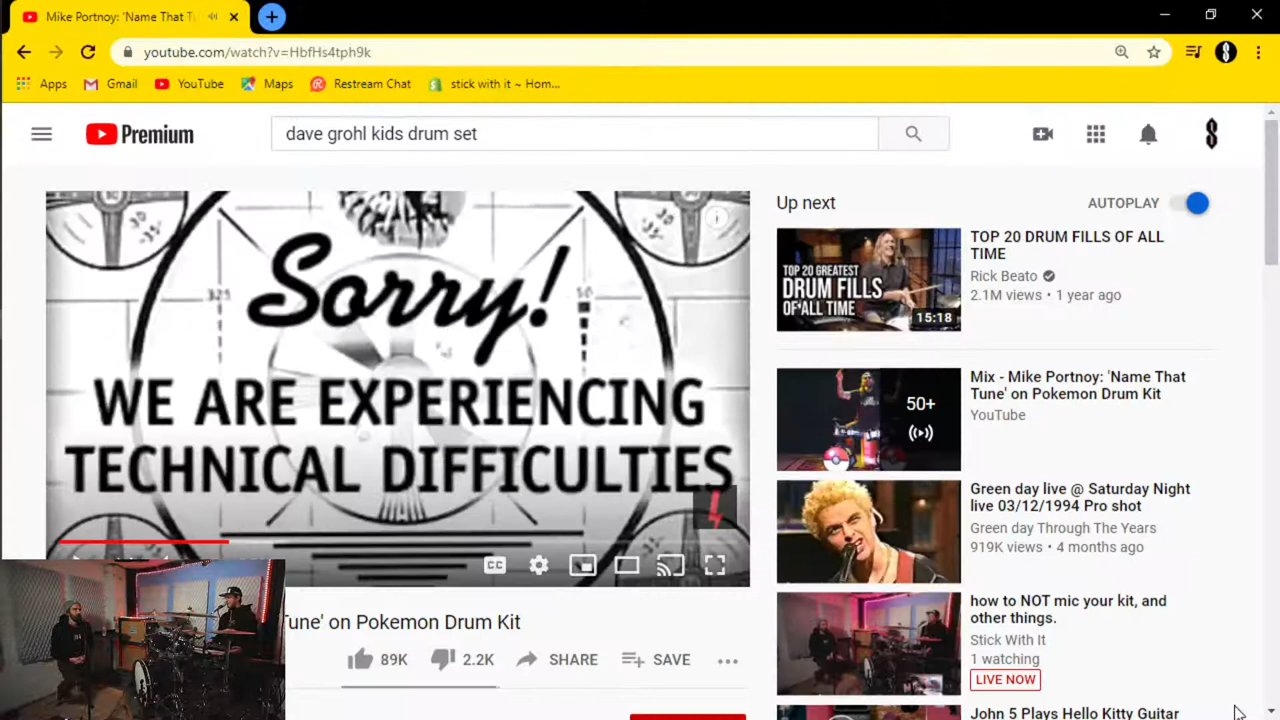 Mike Portnoy: 'Name That T
youtube.com/watch?v=HbfHs4tph9k
Apps
Gmail
YouTube
Maps
Restream Chat
stick with it ~ Hom...
Premium
dave grohl kids drum set
325
50
Sorry!
WE ARE EXPERIENCING
TECHNICAL DIFFICULTIES
CC
Tune' on Pokemon Drum Kit
89K
2.2K
SHARE
SAVE
Up next
AUTOPLAY
TOP 20 GREATEST
DRUM FILLS
OF ALL TIME
15:18
TOP 20 DRUM FILLS OF ALL
TIME
Rick Beato
2.1M views • 1 year ago
50+
Mix - Mike Portnoy: 'Name That
Tune' on Pokemon Drum Kit
YouTube
Green day live @ Saturday Night
live 03/12/1994 Pro shot
Green day Through The Years
919K views • 4 months ago
how to NOT mic your kit, and
other things.
Stick With It
1 watching
LIVE NOW
John 5 Plays Hello Kitty Guitar